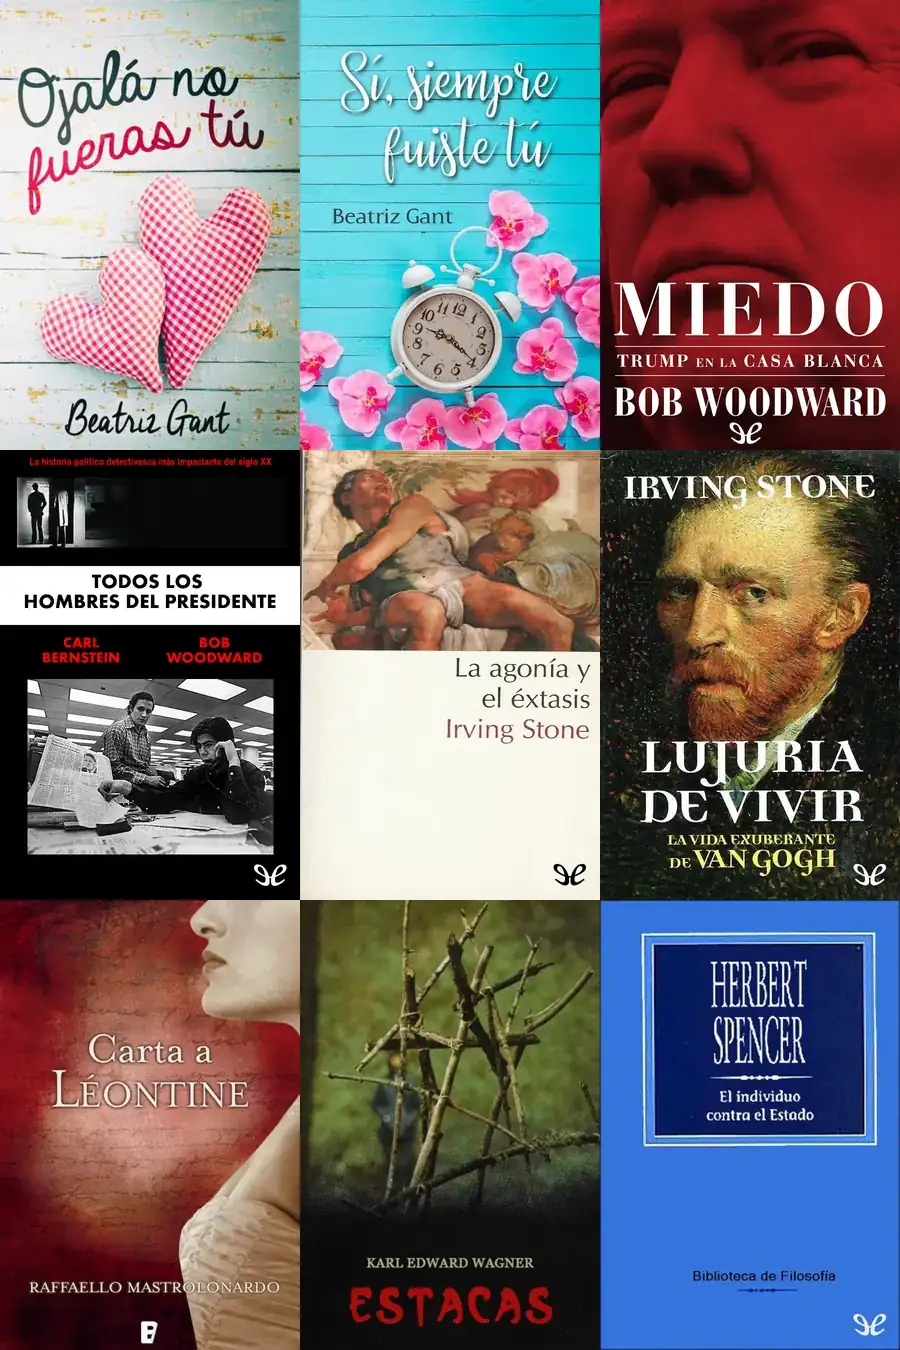 Ojalá no
fueras tú
Beatriz Gant
Sí, siempre
fuiste tú
Beatriz Gant
MIEDO
TRUMP EN LA CASA BLANCA
BOB WOODWARD
La historia político detectivesca más impactante del siglo XX
TODOS LOS
HOMBRES DEL PRESIDENTE
CARL
BERNSTEIN
BOB
WOODWARD
La agonía y
el éxtasis
Irving Stone
IRVING STONE
LUJURIA
DE VIVIR
LA VIDA EXUBERANTE
DE VAN GOGH
Carta a
LÉONTINE
RAFFAELLO MASTROLONARDO
B
KARL EDWARD WAGNER
ESTACAS
HERBERT
SPENCER
El individuo
contra el Estado
Biblioteca de Filosofía